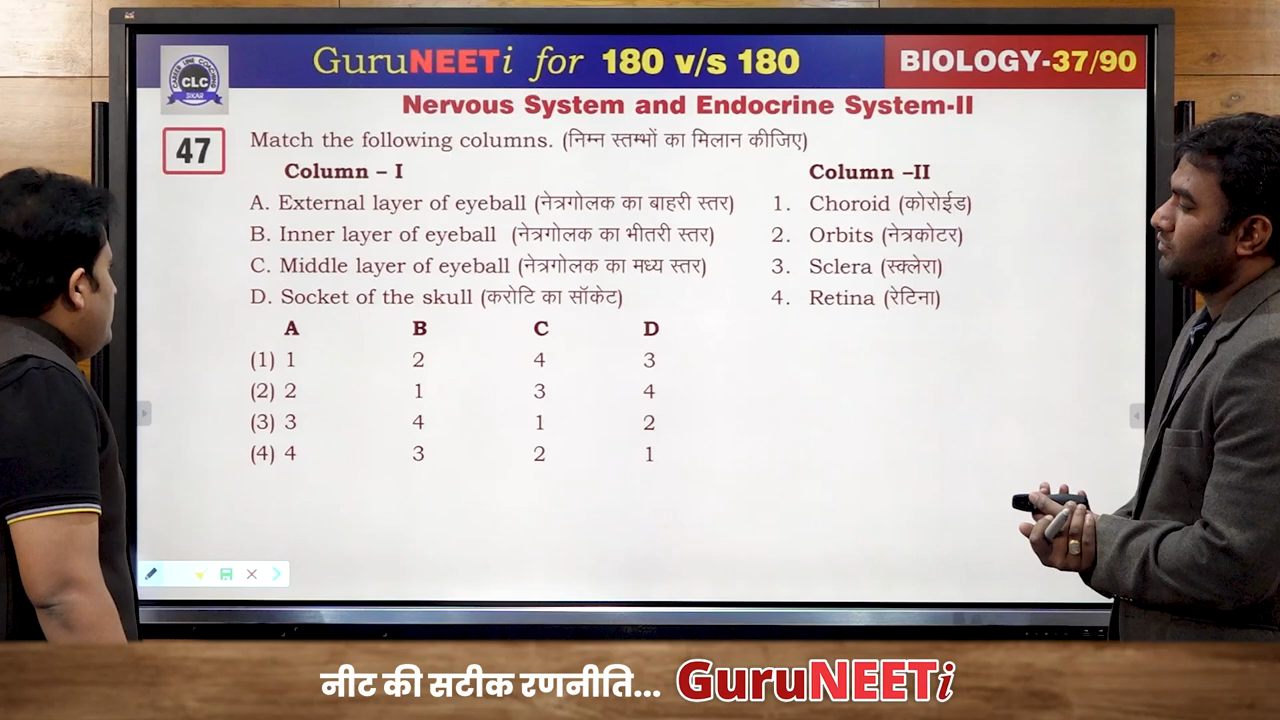 GuruNEETi for 180 v/s 180
BIOLOGY-37/90
CAREER LINE COACHING
CLC
SIKAR
Nervous System and Endocrine System-II
47
Match the following columns. (निम्न स्तम्भों का मिलान कीजिए)
Column – I Column –II
A. External layer of eyeball (नेत्रगोलक का बाहरी स्तर) 1. Choroid (कोरोईड)
B. Inner layer of eyeball (नेत्रगोलक का भीतरी स्तर) 2. Orbits (नेत्रकोटर)
C. Middle layer of eyeball (नेत्रगोलक का मध्य स्तर) 3. Sclera (स्क्लेरा)
D. Socket of the skull (करोटि का सॉकेट) 4. Retina (रेटिना)
A B C D
(1) 1 2 4 3
(2) 2 1 3 4
(3) 3 4 1 2
(4) 4 3 2 1
नीट की सटीक रणनीति... GuruNEETi